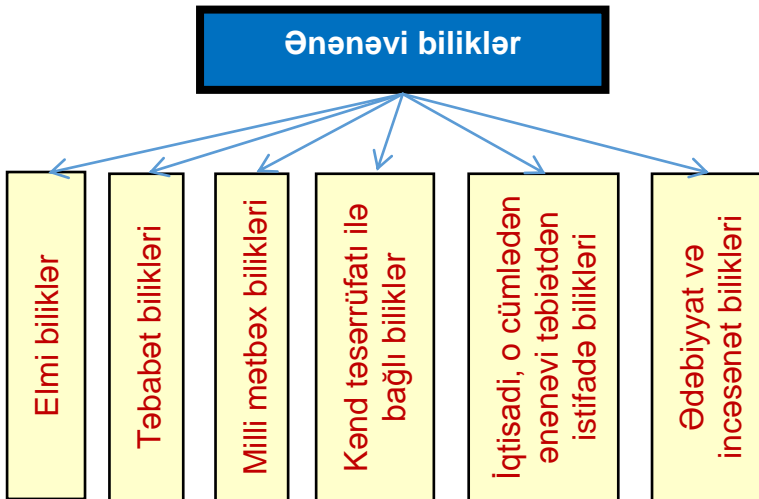 Ənənəvi biliklər
Elmi biliklər
Təbabət bilikləri
Milli mətbəx bilikləri
Kənd təsərrüfatı ilə
bağlı biliklər
İqtisadi, o cümlədən
ənənəvi təbiətdən
istifadə bilikləri
Ədəbiyyat və
incəsənət bilikləri